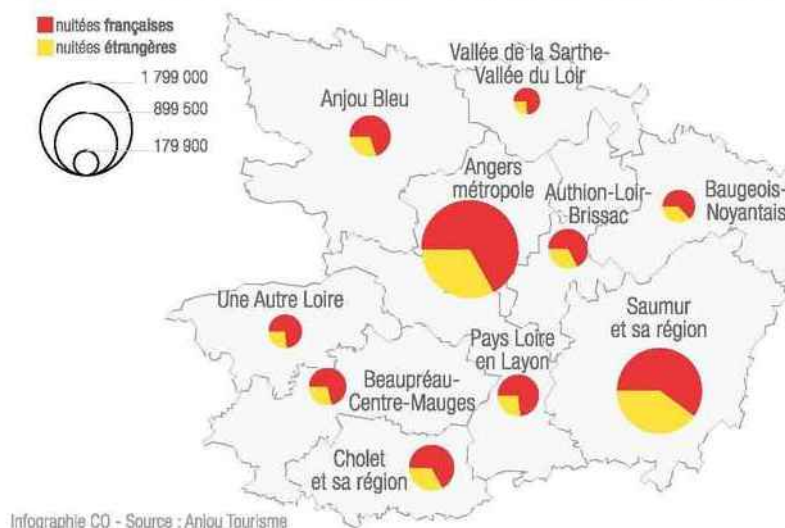 nuitées françaises
nuitées étrangères
1 799 000
899 500
179 900
Vallée de la Sarthe-
Vallée du Loir
Anjou Bleu
Angers
métropole
Authion-Loir-
Brissac
Baugeois-
Noyantais
Une Autre Loire
Saumur
et sa région
Pays Loire
en Layon
Beaupréau-
Centre-Mauges
Cholet
et sa région
Infographie CO - Source : Anjou Tourisme